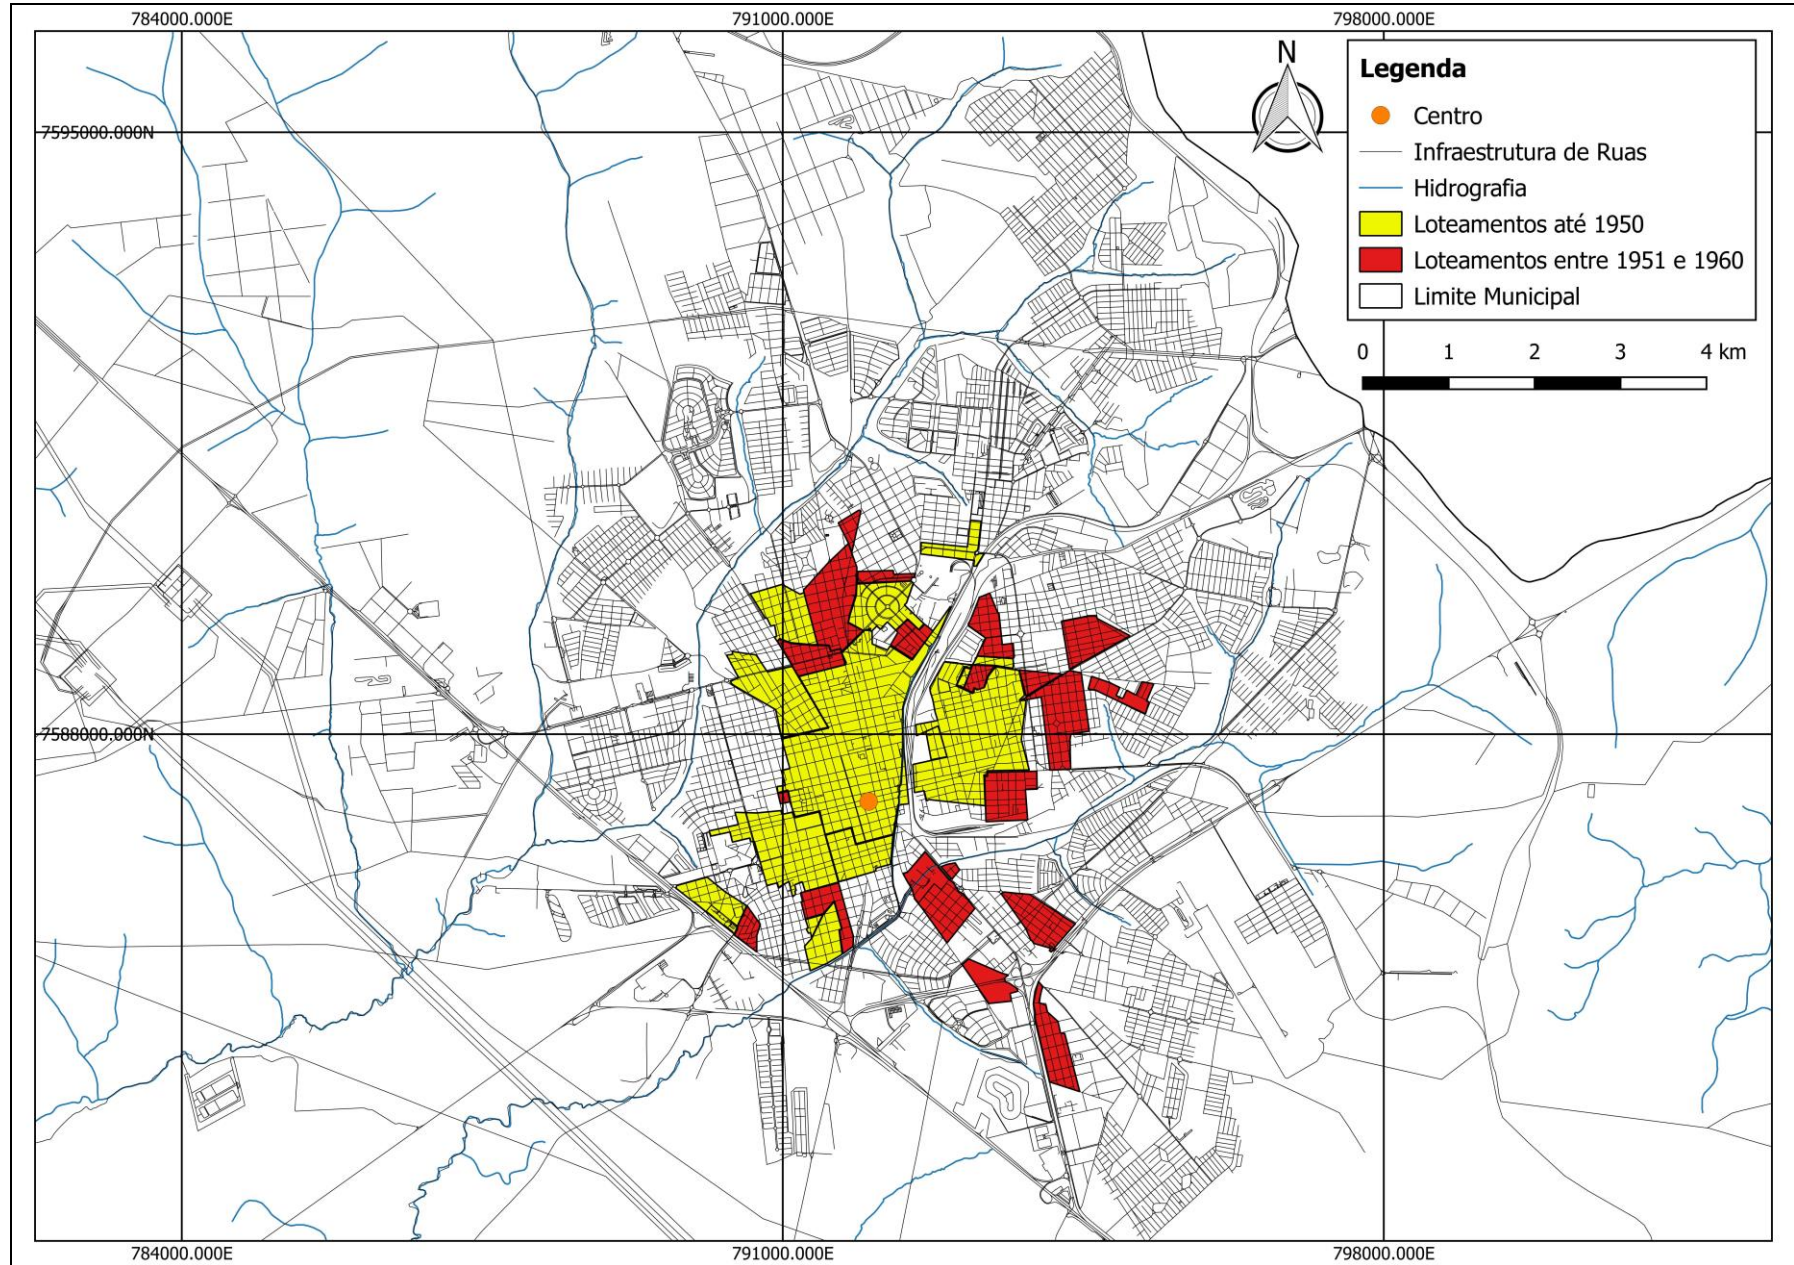 784000.000E 791000.000E 798000.000E
N
Legenda
Centro
7595000.000N
Infraestrutura de Ruas
Hidrografia
Loteamentos até 1950
Loteamentos entre 1951 e 1960
Limite Municipal
0 1 2 3 4 km
7588000.000N
784000.000E 791000.000E 798000.000E